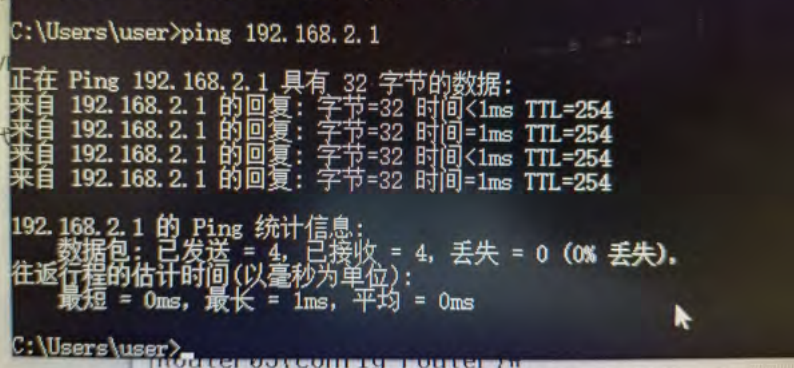 C:\Users\user>ping 192.168.2.1
正在 Ping 192.168.2.1 具有 32 字节的数据:
来自 192.168.2.1 的回复: 字节=32 时间<1ms TTL=254
来自 192.168.2.1 的回复: 字节=32 时间=1ms TTL=254
来自 192.168.2.1 的回复: 字节=32 时间<1ms TTL=254
来自 192.168.2.1 的回复: 字节=32 时间=1ms TTL=254
192.168.2.1 的 Ping 统计信息:
数据包: 已发送 = 4, 已接收 = 4, 丢失 = 0 (0% 丢失),
往返行程的估计时间(以毫秒为单位):
最短 = 0ms, 最长 = 1ms, 平均 = 0ms
C:\Users\user>